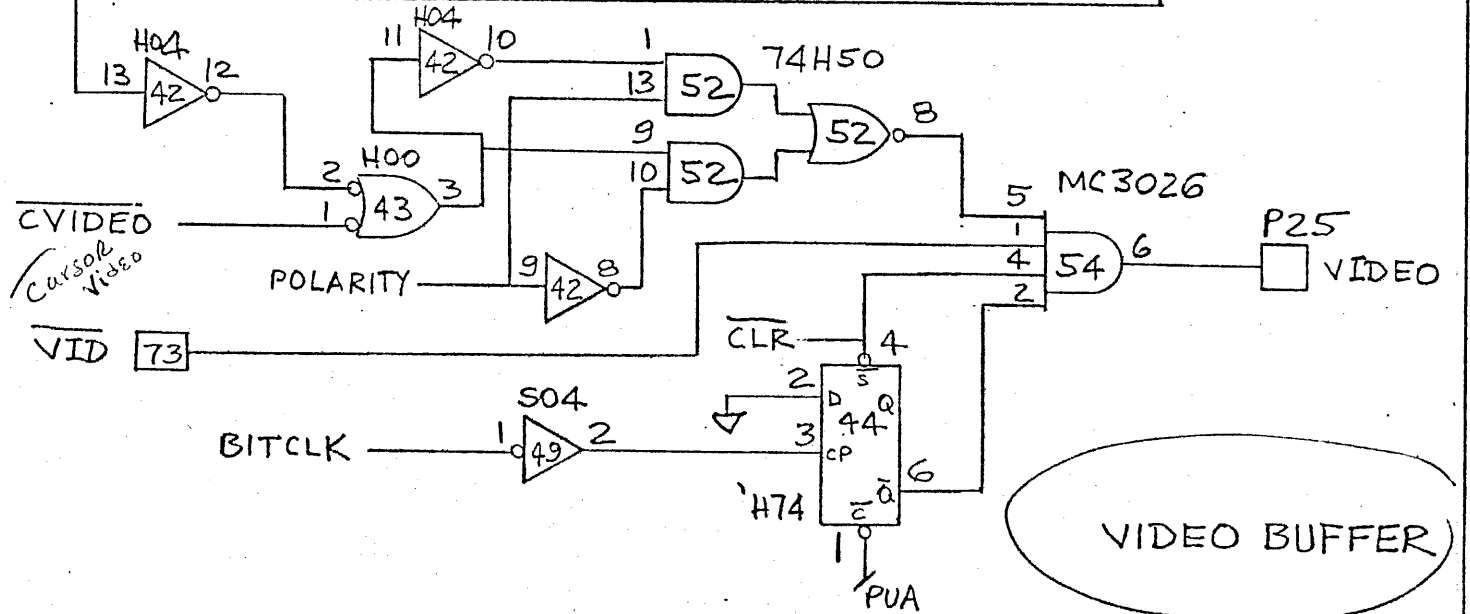 H04
11
42
10
H04
13
42
12
1
13
52
74H50
52
8
9
10
52
H00
2
1
43
3
CVIDEO
Cursor
Video
POLARITY
9
42
8
VID
73
MC3026
5
1
4
2
54
6
P25
VIDEO
CLR
4
S
2
D
Q
44
3
CP
Q
6
C
1
'H74
PUA
S04
BITCLK
1
49
2
VIDEO BUFFER